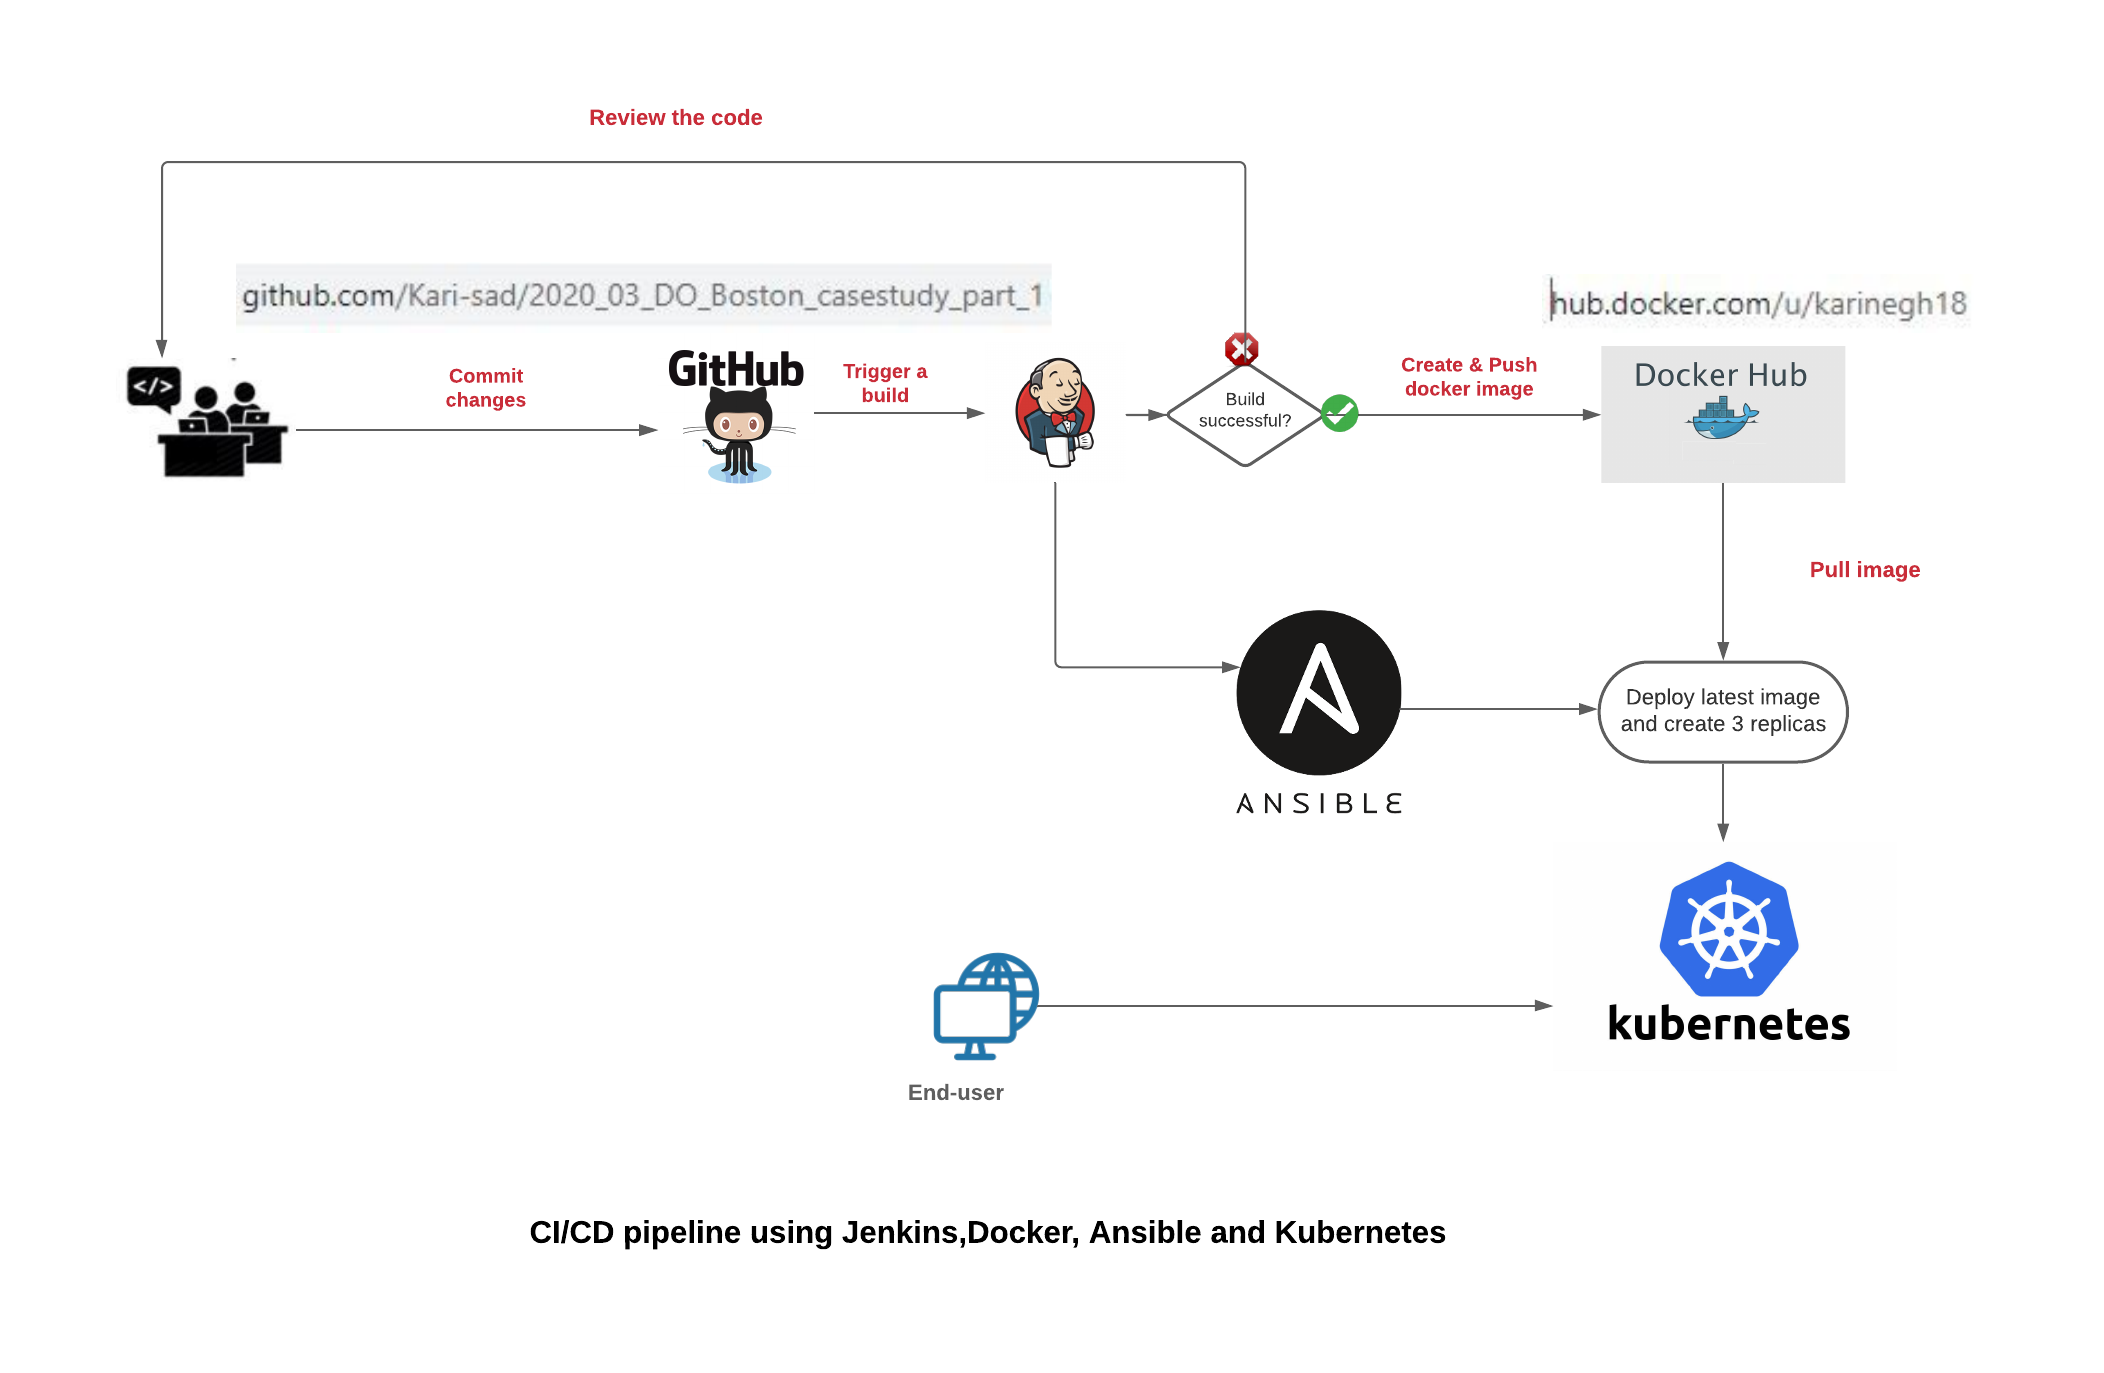 Review the code
github.com/Kari-sad/2020_03_DO_Boston_casestudy_part_1
hub.docker.com/u/karinegh18
</>
Commit
changes
GitHub
Trigger a
build
Build
successful?
Create & Push
docker image
Docker Hub
Pull image
Deploy latest image
and create 3 replicas
ANSIBLE
kubernetes
End-user
CI/CD pipeline using Jenkins,Docker, Ansible and Kubernetes